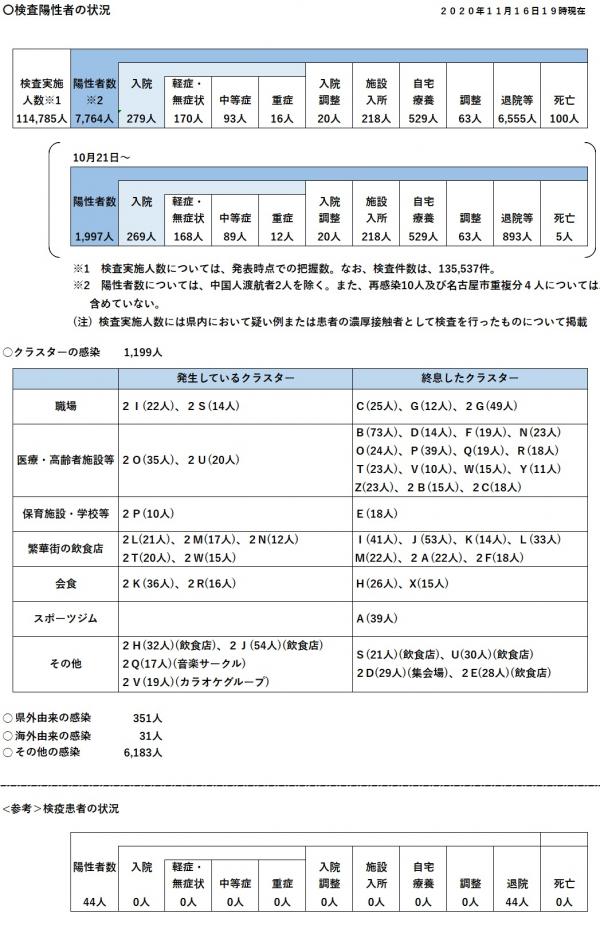 〇検査陽性者の状況
２０２０年１１月１６日１９時現在
検査実施人数※1 陽性者数※2 入院 軽症・無症状 中等症 重症 入院調整 施設入所 自宅療養 調整 退院等 死亡
114,785人 7,764人 279人 170人 93人 16人 20人 218人 529人 63人 6,555人 100人
10月21日～
陽性者数 入院 軽症・無症状 中等症 重症 入院調整 施設入所 自宅療養 調整 退院等 死亡
1,997人 269人 168人 89人 12人 20人 218人 529人 63人 893人 5人
※1 検査実施人数については、発表時点での把握数。なお、検査件数は、135,537件。
※2 陽性者数については、中国人渡航者2人を除く。また、再感染10人及び名古屋市重複分４人については
含めていない。
（注）検査実施人数には県内において疑い例または患者の濃厚接触者として検査を行ったものについて掲載
○クラスターの感染 1,199人
発生しているクラスター 終息したクラスター
職場 ２Ｉ(22人)、２Ｓ(14人) Ｃ(25人)、Ｇ(12人)、２Ｇ(49人)
医療・高齢者施設等 ２Ｏ(35人)、２Ｕ(20人)
Ｂ(73人)、Ｄ(14人)、Ｆ(19人)、Ｎ(23人)
Ｏ(24人)、Ｐ(39人)、Ｑ(19人)、Ｒ(18人)
Ｔ(23人)、Ｖ(10人)、Ｗ(15人)、Ｙ(11人)
Ｚ(23人)、２Ｂ(15人)、２Ｃ(18人)
保育施設・学校等 ２Ｐ(10人) Ｅ(18人)
繁華街の飲食店
２Ｌ(21人)、２Ｍ(17人)、２Ｎ(12人)
２Ｔ(20人)、２Ｗ(15人)
Ｉ(41人)、Ｊ(53人)、Ｋ(14人)、Ｌ(33人)
Ｍ(22人)、２Ａ(22人)、２Ｆ(18人)
会食 ２Ｋ(36人)、２Ｒ(16人) Ｈ(26人)、Ｘ(15人)
スポーツジム Ａ(39人)
その他
２Ｈ(32人)(飲食店)、２Ｊ(54人)(飲食店)
２Ｑ(17人)(音楽サークル)
２Ｖ(19人)(カラオケグループ)
Ｓ(21人)(飲食店)、Ｕ(30人)(飲食店)
２Ｄ(29人)(集会場)、２Ｅ(28人)(飲食店)
○県外由来の感染 351人
○海外由来の感染 31人
○その他の感染 6,183人
<参考>検疫患者の状況
陽性者数 入院 軽症・無症状 中等症 重症 入院調整 施設入所 自宅療養 調整 退院 死亡
44人 0人 0人 0人 0人 0人 0人 0人 0人 44人 0人